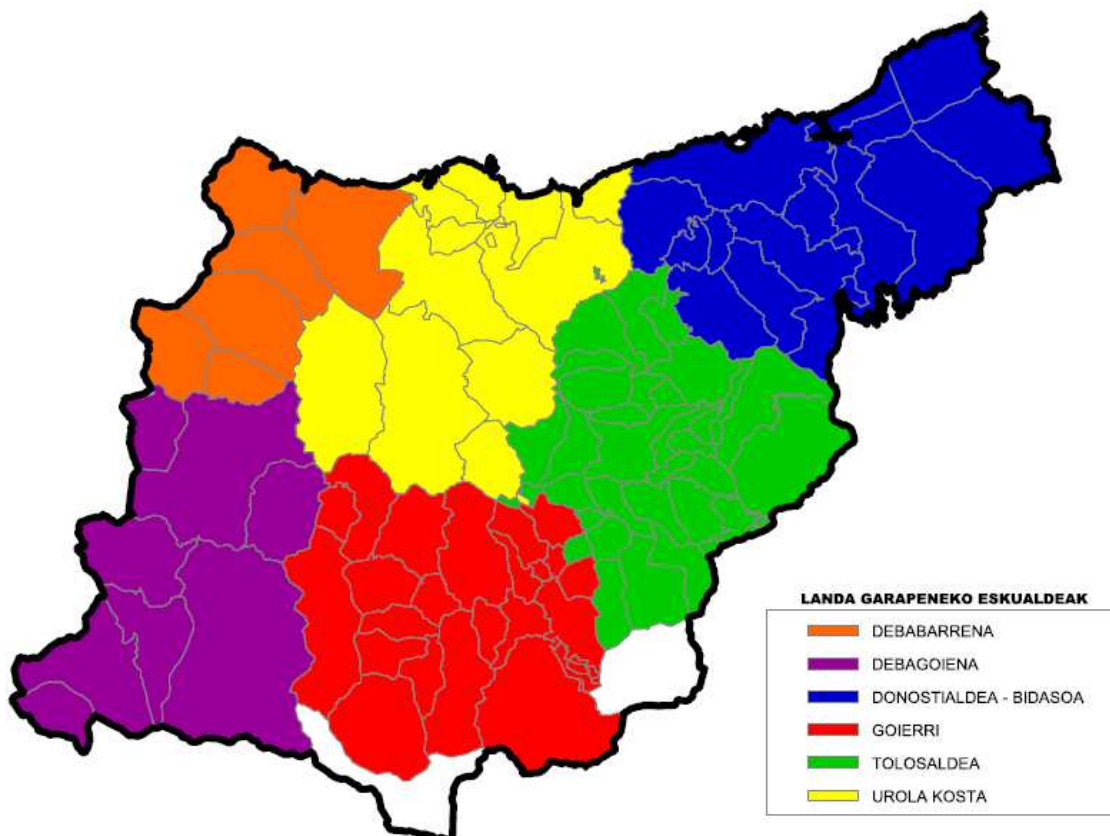 LANDA GARAPENEKO ESKUALDEAK
DEBABARRENA
DEBAGOIENA
DONOSTIALDEA - BIDASOA
GOIERRI
TOLOSALDEA
UROLA KOSTA